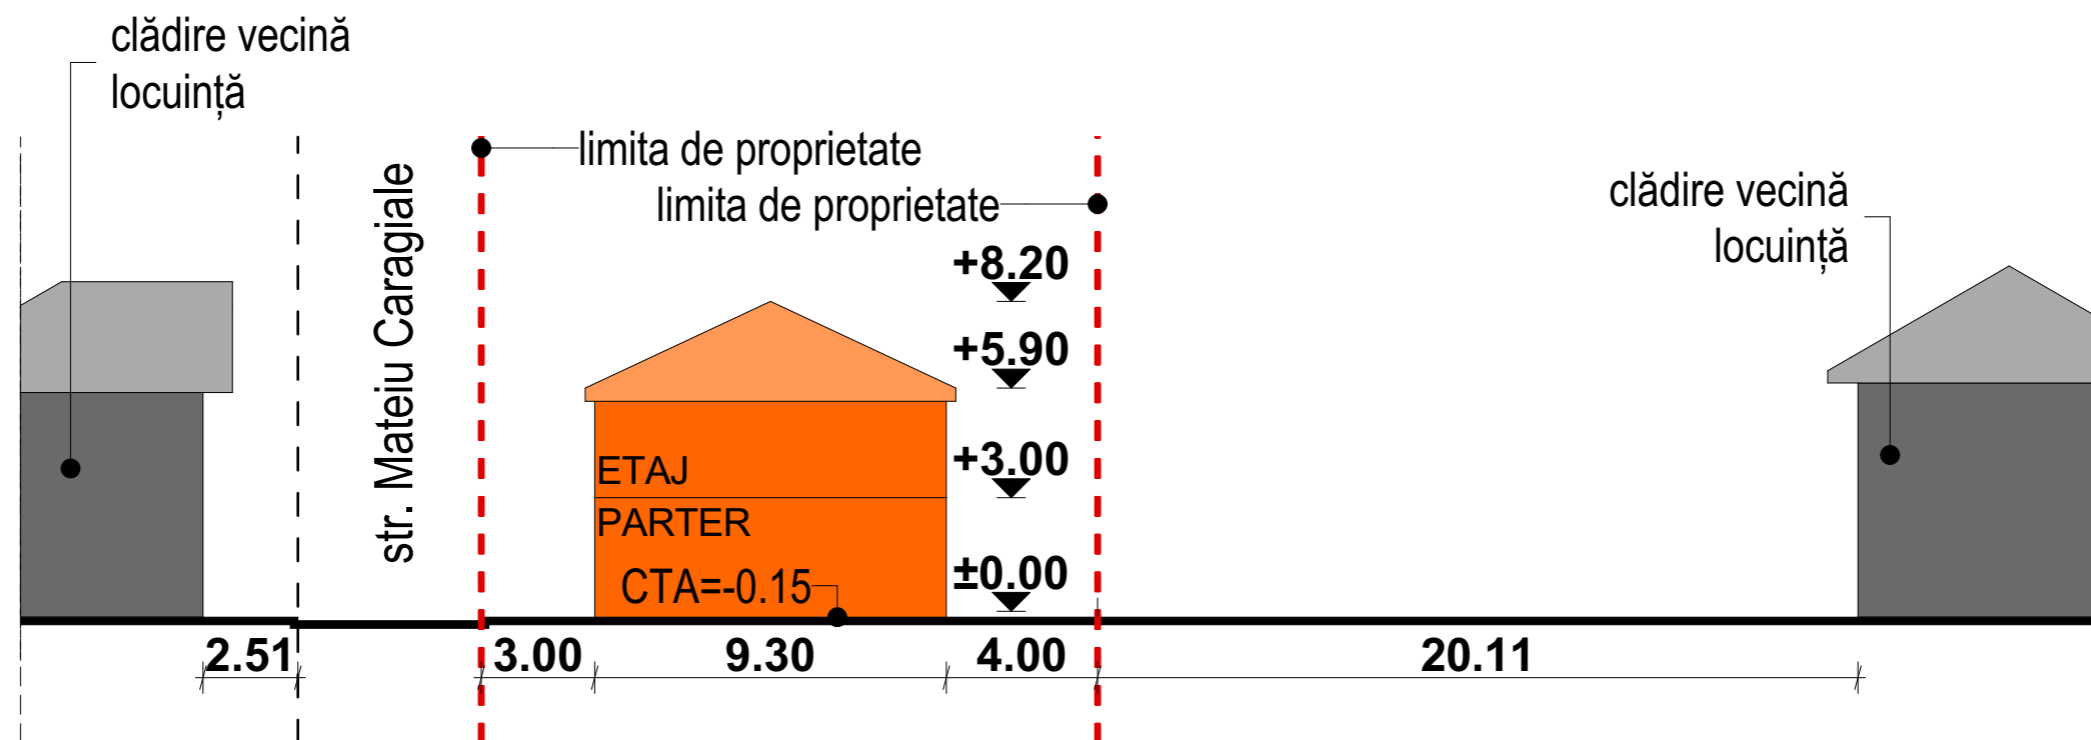 clădire vecină
locuință
limita de proprietate
limita de proprietate
str. Mateiu Caragiale
clădire vecină
locuință
+8.20
+5.90
+3.00
±0.00
ETAJ
PARTER
CTA=-0.15
2.51
3.00
9.30
4.00
20.11